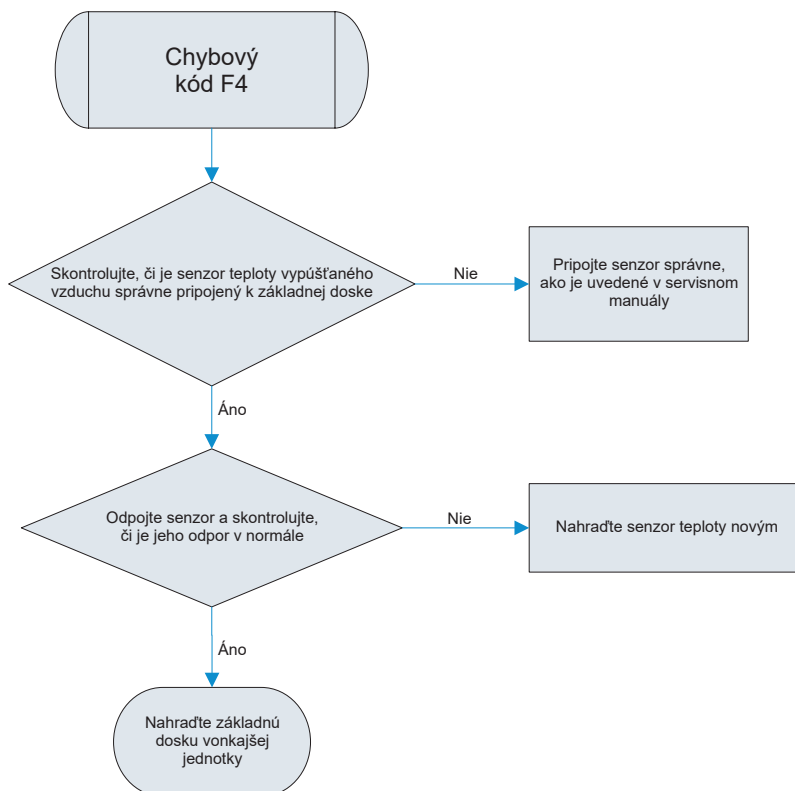 Chybový
kód F4
Skontrolujte, či je senzor teploty vypúšťaného
vzduchu správne pripojený k základnej doske
Nie
Pripojte senzor správne,
ako je uvedené v servisnom
manuály
Áno
Odpojte senzor a skontrolujte,
či je jeho odpor v normále
Nie
Nahraďte senzor teploty novým
Áno
Nahraďte základnú
dosku vonkajšej
jednotky